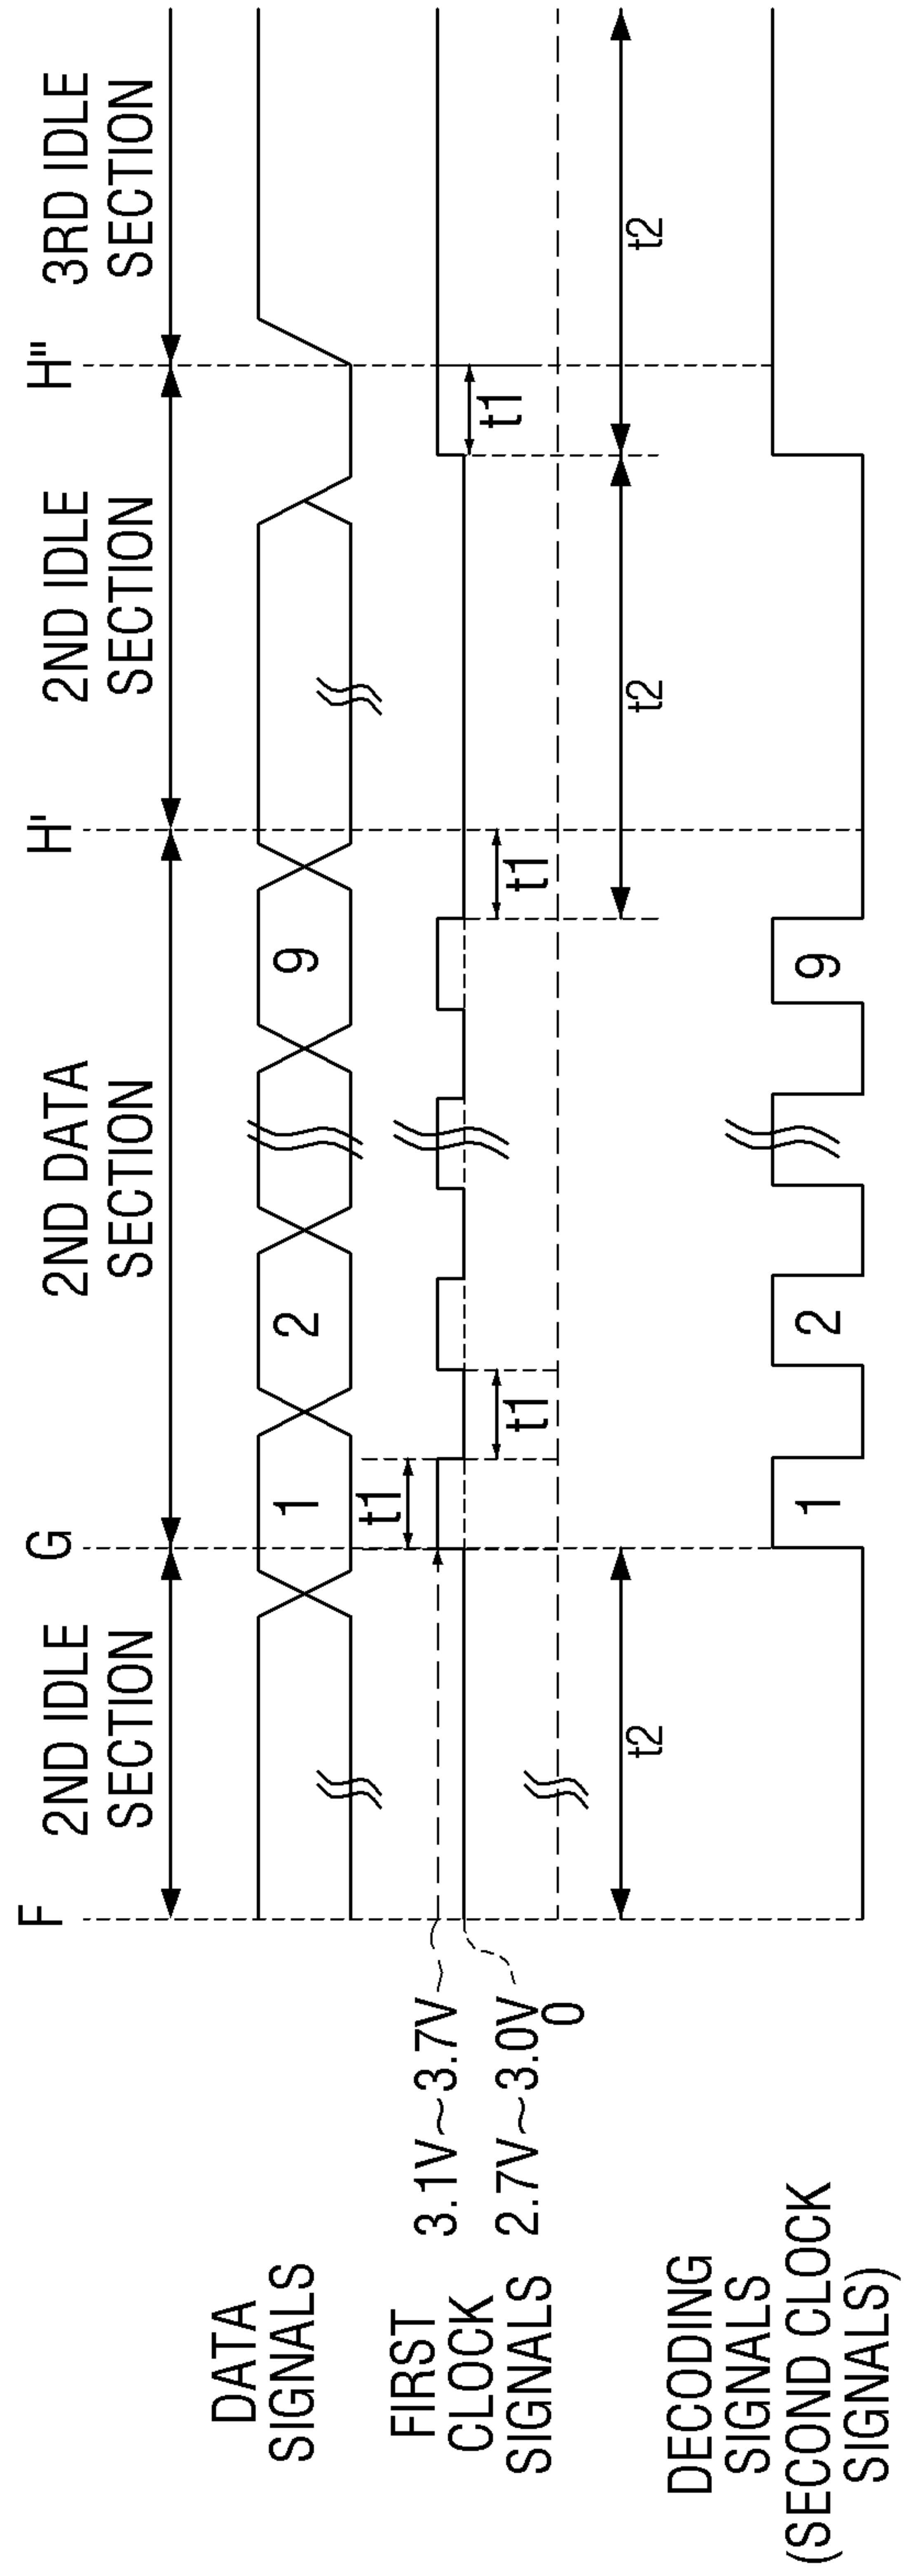 F
G
H'
H"
2ND IDLE
SECTION
2ND DATA
SECTION
2ND IDLE
SECTION
3RD IDLE
SECTION
DATA
SIGNALS
1
2
9
FIRST
CLOCK
SIGNALS
3.1V~3.7V
2.7V~3.0V
0
t1
t1
t1
t1
t2
t2
t2
DECODING
SIGNALS
(SECOND CLOCK
SIGNALS)
1
2
9